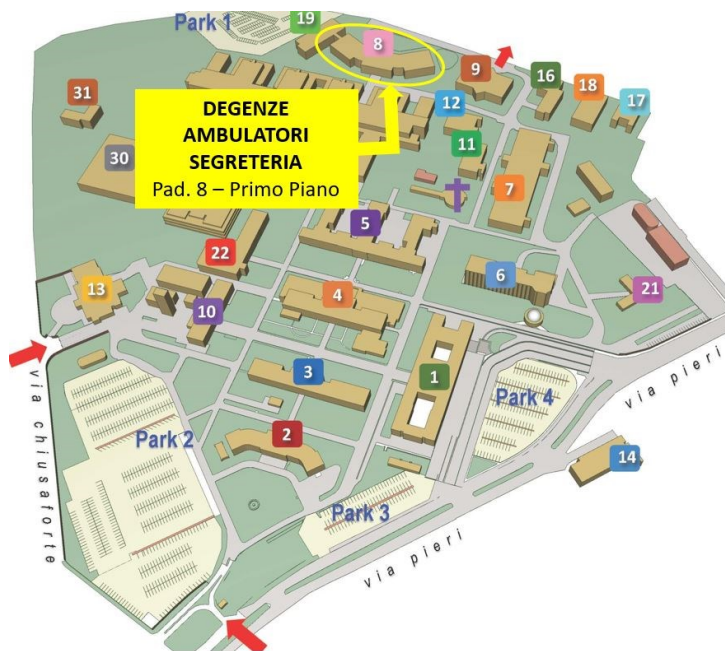 Park 1
19
8
9
16
18
17
31
12
DEGENZE
AMBULATORI
SEGRETERIA
Pad. 8 – Primo Piano
11
30
7
5
22
6
13
21
4
10
3
1
Park 4
via pieri
via chiusaforte
Park 2
2
14
Park 3
via pieri